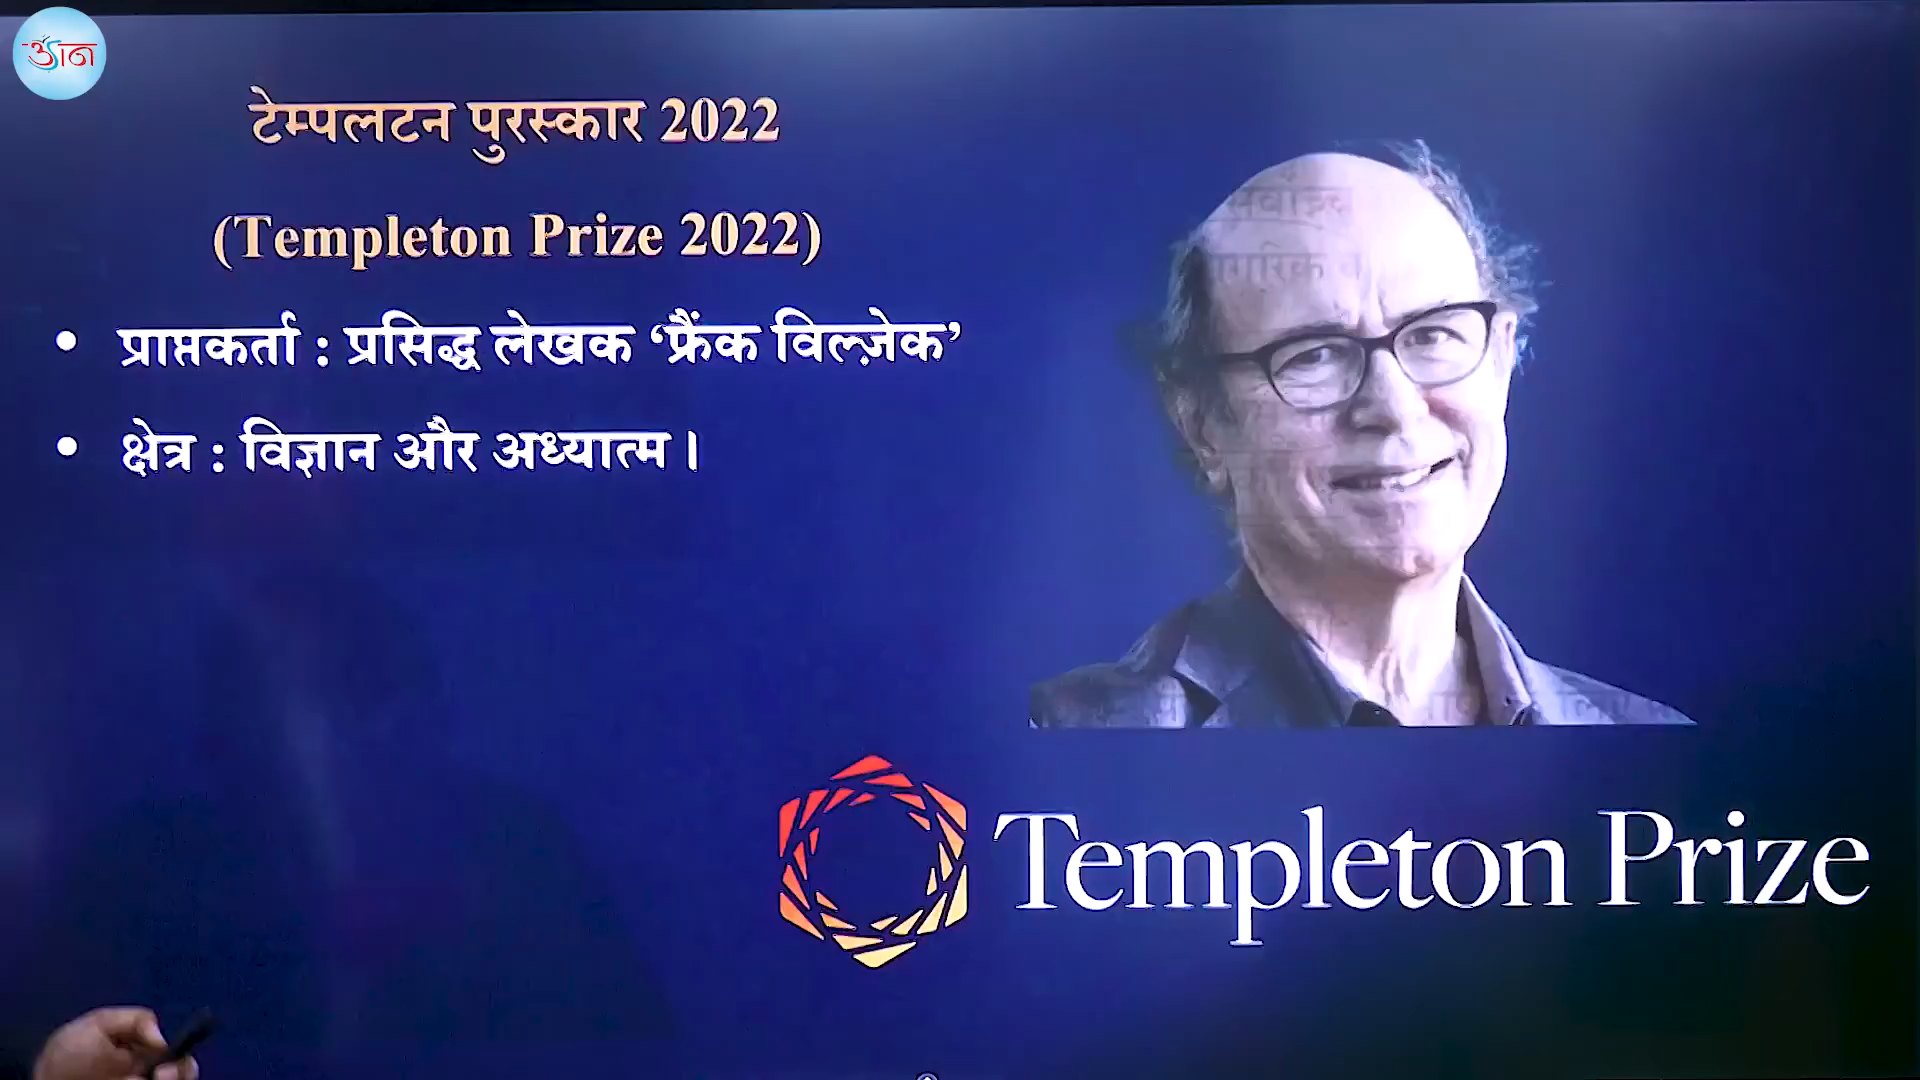 ज्ञान
टेम्पलटन पुरस्कार 2022
(Templeton Prize 2022)
• प्राप्तकर्ता : प्रसिद्ध लेखक ‘फ्रैंक विल्ज़ेक’
• क्षेत्र : विज्ञान और अध्यात्म।
Templeton Prize